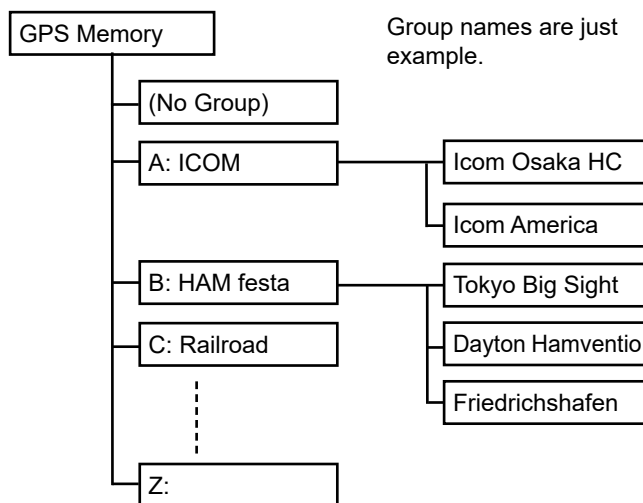 GPS Memory
Group names are just
example.
(No Group)
A: ICOM
Icom Osaka HC
Icom America
B: HAM festa
Tokyo Big Sight
C: Railroad
Dayton Hamventio
Friedrichshafen
Z: